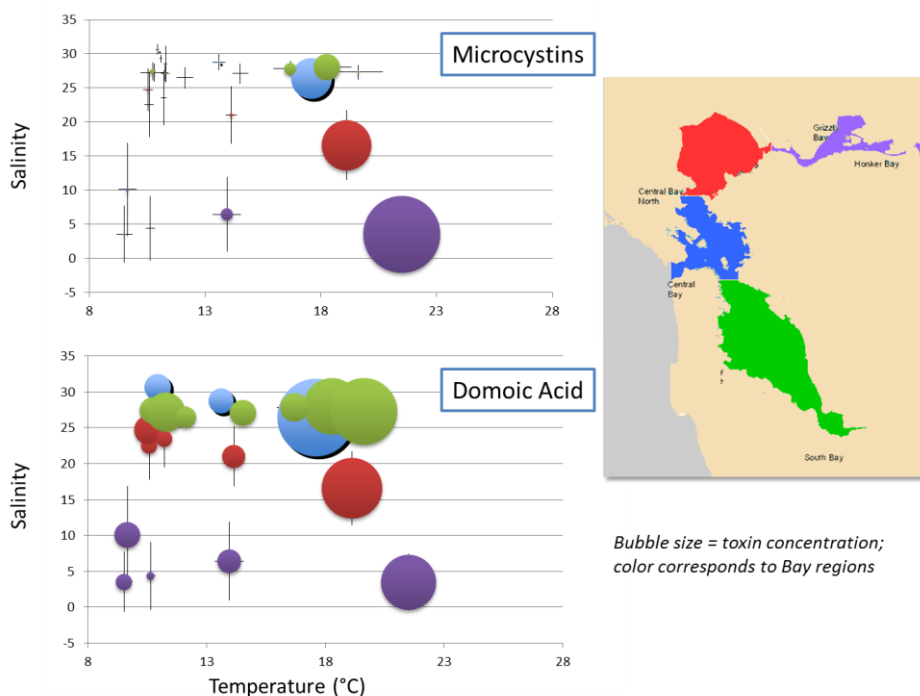 Microcystins
Salinity
35
30
25
20
15
10
5
0
-5
8
13
18
23
28
Domoic Acid
Salinity
35
30
25
20
15
10
5
0
-5
8
13
18
23
28
Temperature (°C)
Grizzly
Bay
Honker Bay
Central Bay
North
Central
Bay
South Bay
Bubble size = toxin concentration;
color corresponds to Bay regions